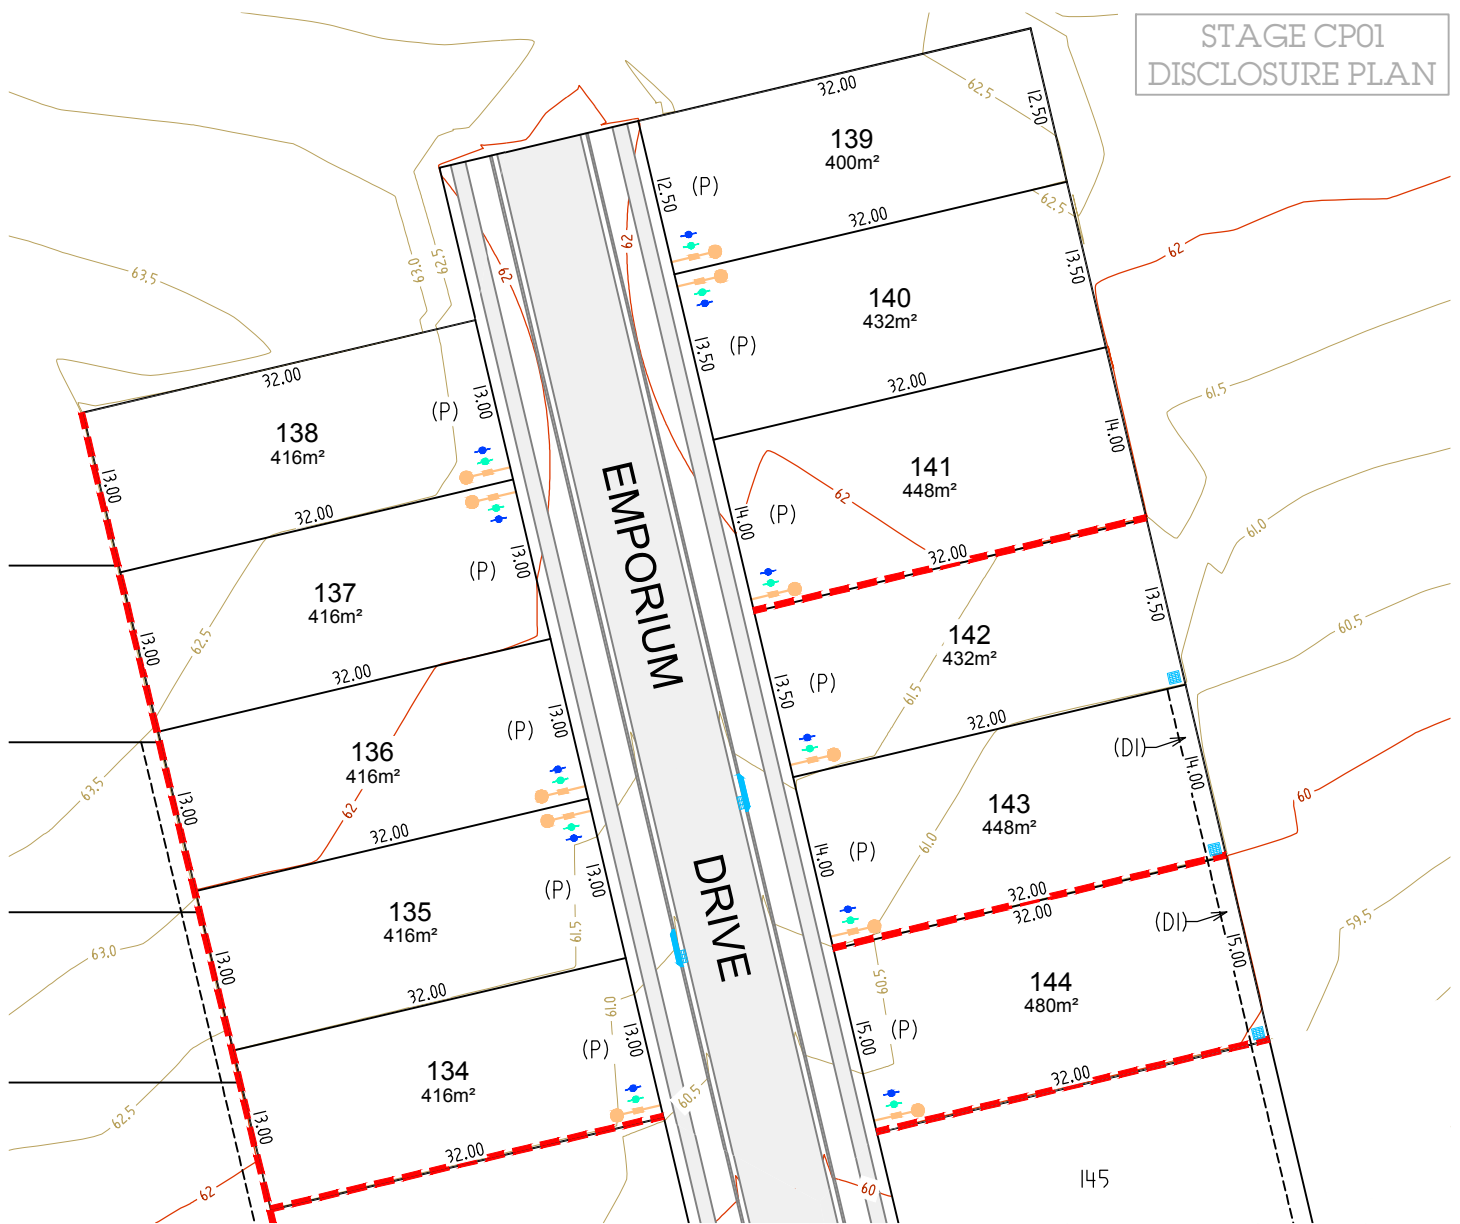 STAGE CP01
DISCLOSURE PLAN
32.00
12.50
62.5
139
400m²
12.50
(P)
62.5
32.00
62
62
62
63.5
63.0
62.5
13.50
140
432m²
13.50
(P)
32.00
32.00
13.00
(P)
61.5
138
416m²
13.00
14.00
141
448m²
62
14.00
(P)
32.00
32.00
61.0
EMPORIUM
DRIVE
13.00
(P)
137
416m²
62.5
13.00
13.50
142
432m²
60.5
32.00
13.50
(P)
61.5
32.00
(DI)
13.00
(P)
136
416m²
62
63.5
13.00
14.00
60
143
448m²
61.0
14.00
(P)
32.00
13.00
(P)
32.00
32.00
135
416m²
61.5
59.5
(DI)
63.0
13.00
15.00
144
480m²
60.5
32.00
61.0
15.00
(P)
13.00
(P)
134
416m²
32.00
60.5
62.5
13.00
32.00
62
60
145